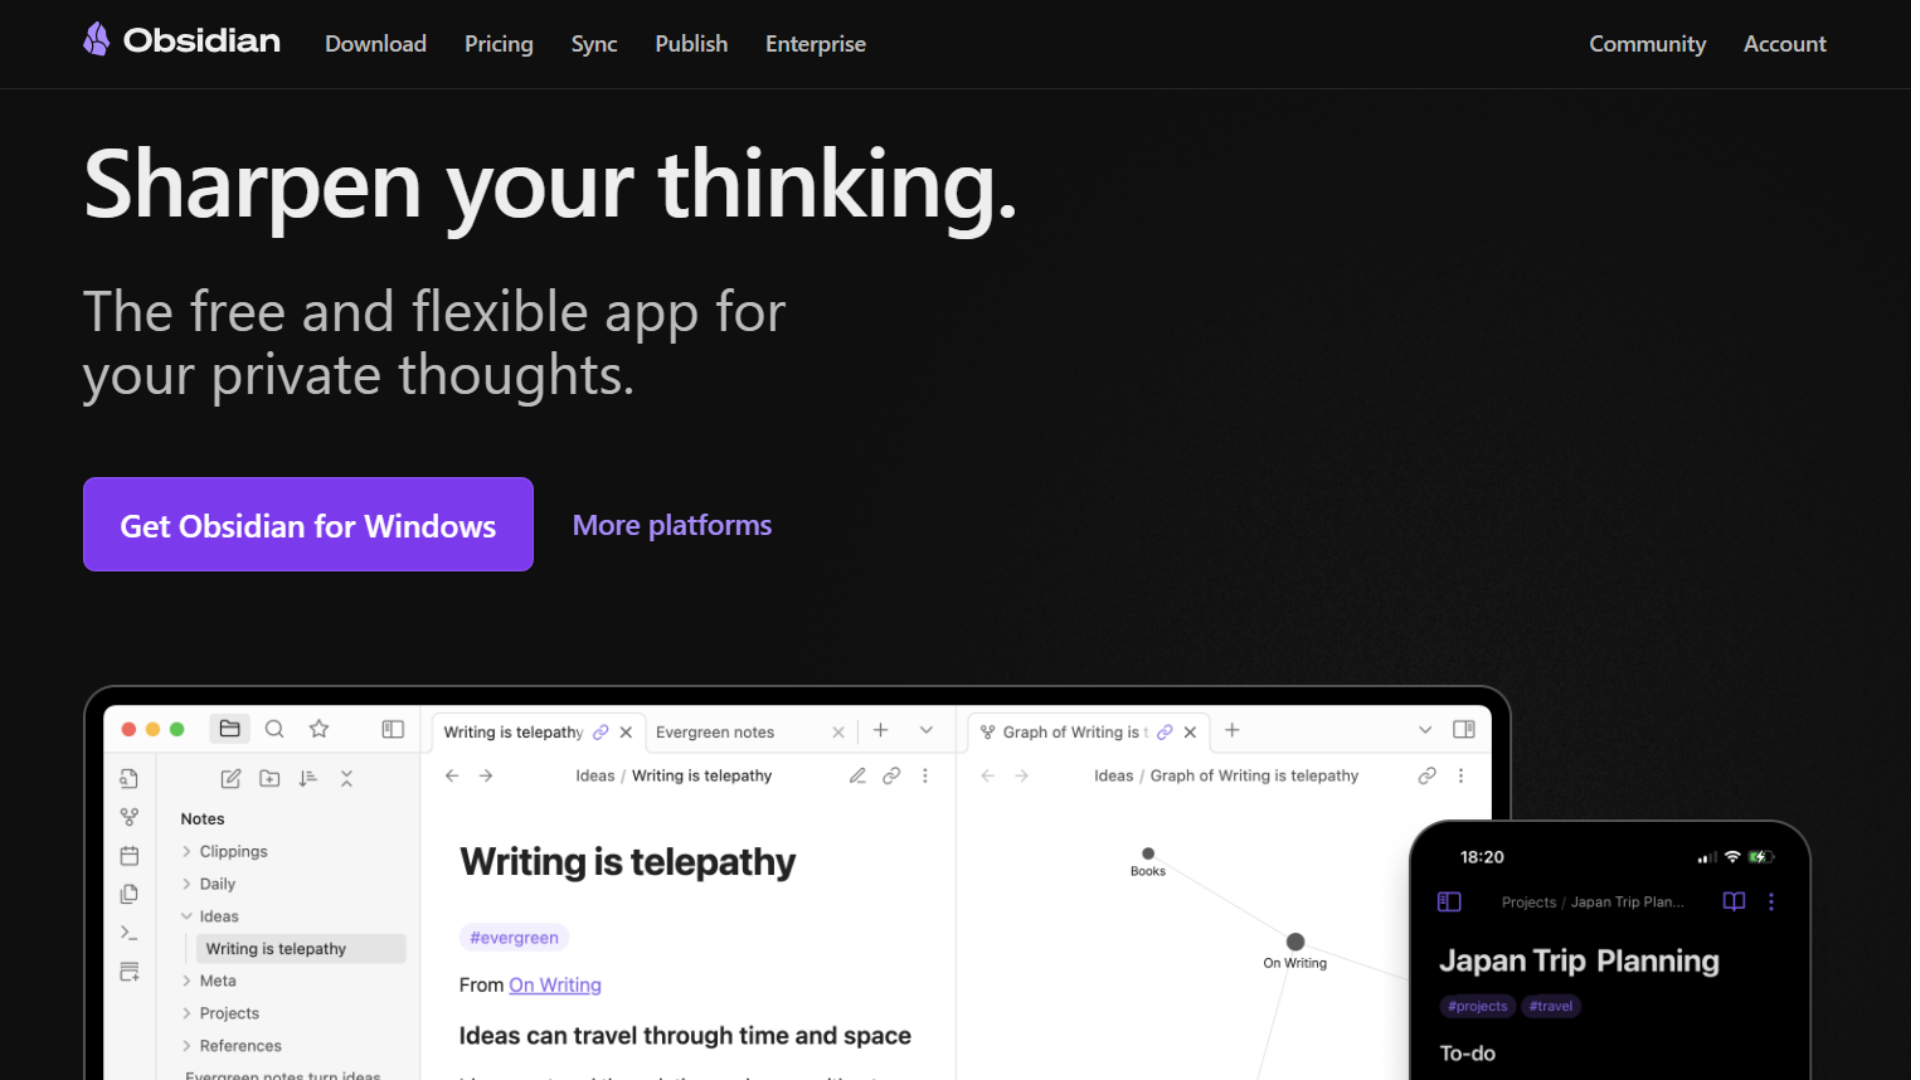 Obsidian
Download Pricing Sync Publish Enterprise
Community Account
Sharpen your thinking.
The free and flexible app for
your private thoughts.
Get Obsidian for Windows
More platforms
Writing is telepathy
Evergreen notes
Graph of Writing is t
Ideas / Writing is telepathy
Ideas / Graph of Writing is telepathy
Notes
Clippings
Daily
Ideas
Writing is telepathy
Meta
Projects
References
Evergreen notes turn ideas
Writing is telepathy
#evergreen
From On Writing
Ideas can travel through time and space
Books
On Writing
18:20
Projects / Japan Trip Plan...
Japan Trip Planning
#projects #travel
To-do